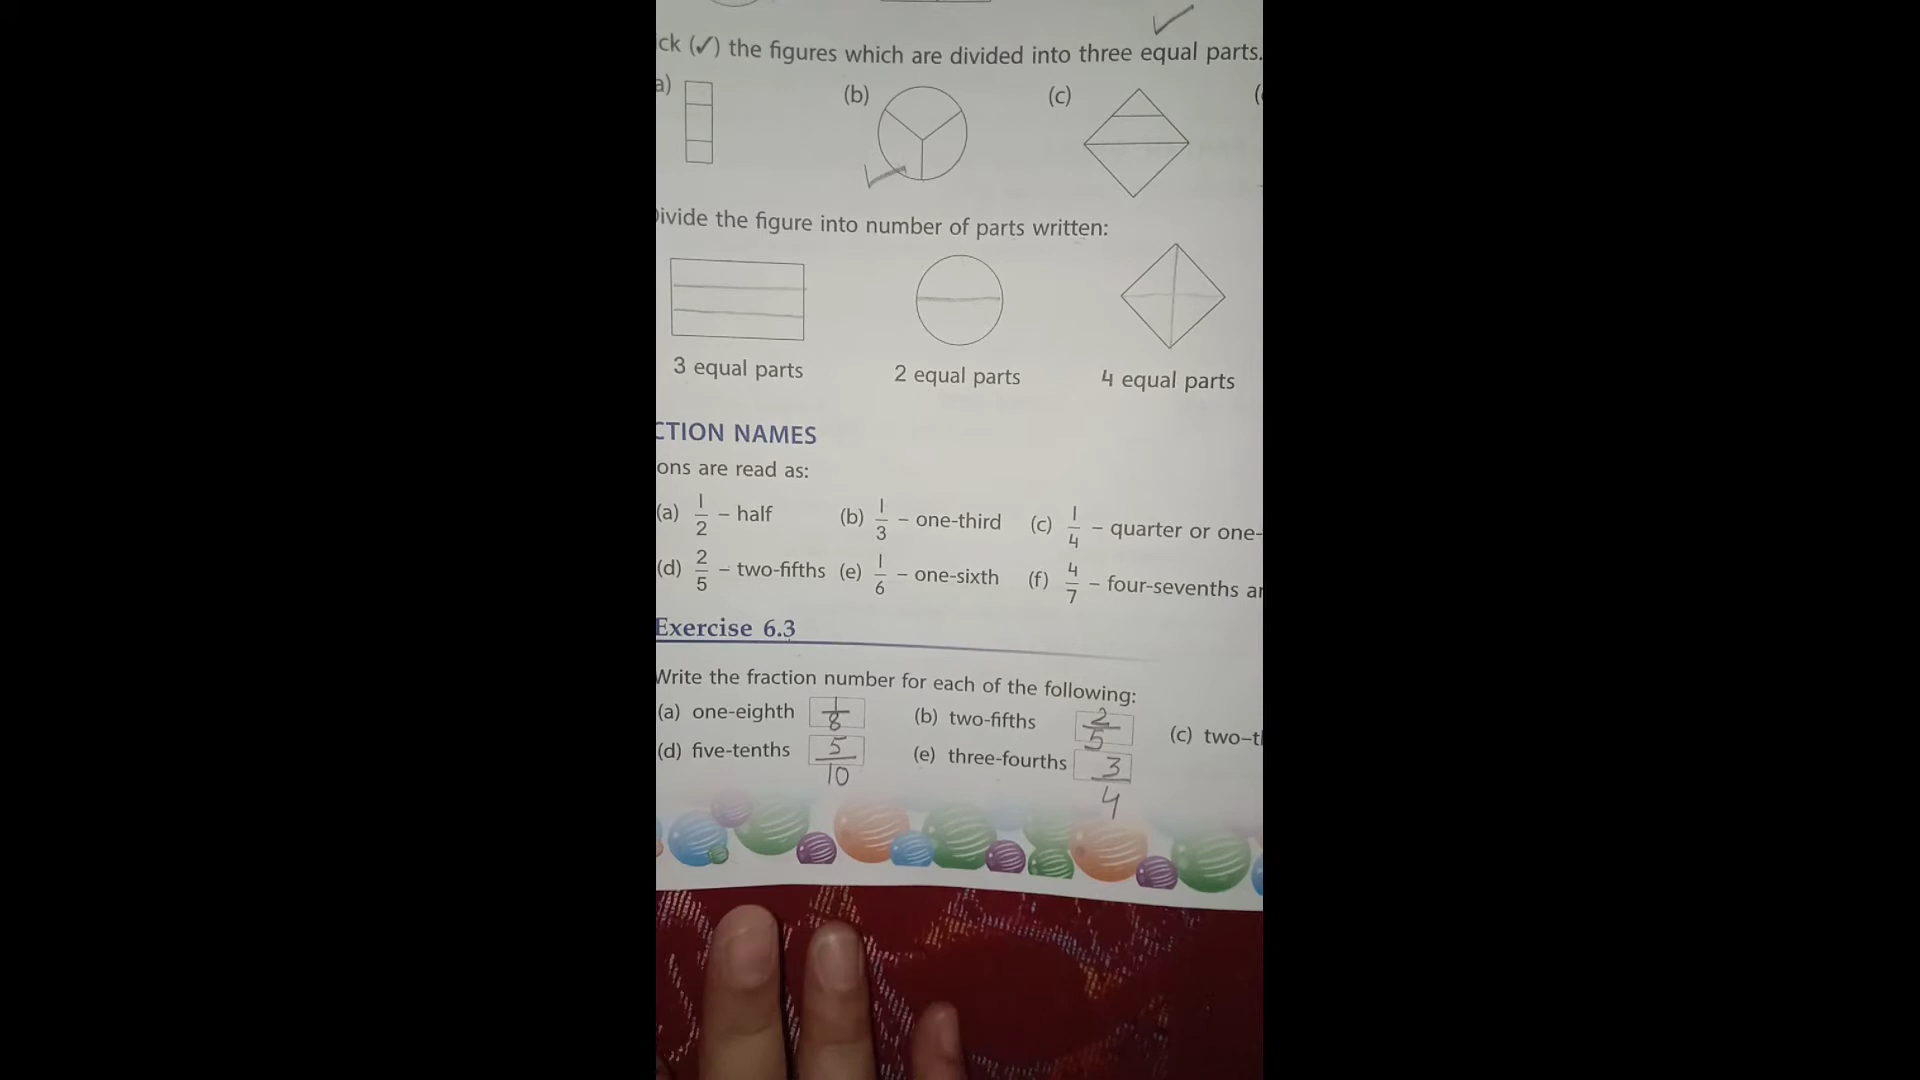 ck (✓) the figures which are divided into three equal parts.
a) (b) (c) (
ivide the figure into number of parts written:
3 equal parts 2 equal parts 4 equal parts
CTION NAMES
ons are read as:
(a) 1/2 – half (b) 1/3 – one-third (c) 1/4 – quarter or one-
(d) 2/5 – two-fifths (e) 1/6 – one-sixth (f) 4/7 – four-sevenths ar
Exercise 6.3
Write the fraction number for each of the following:
(a) one-eighth 1/8 (b) two-fifths 2/5 (c) two–t
(d) five-tenths 5/10 (e) three-fourths 3/4